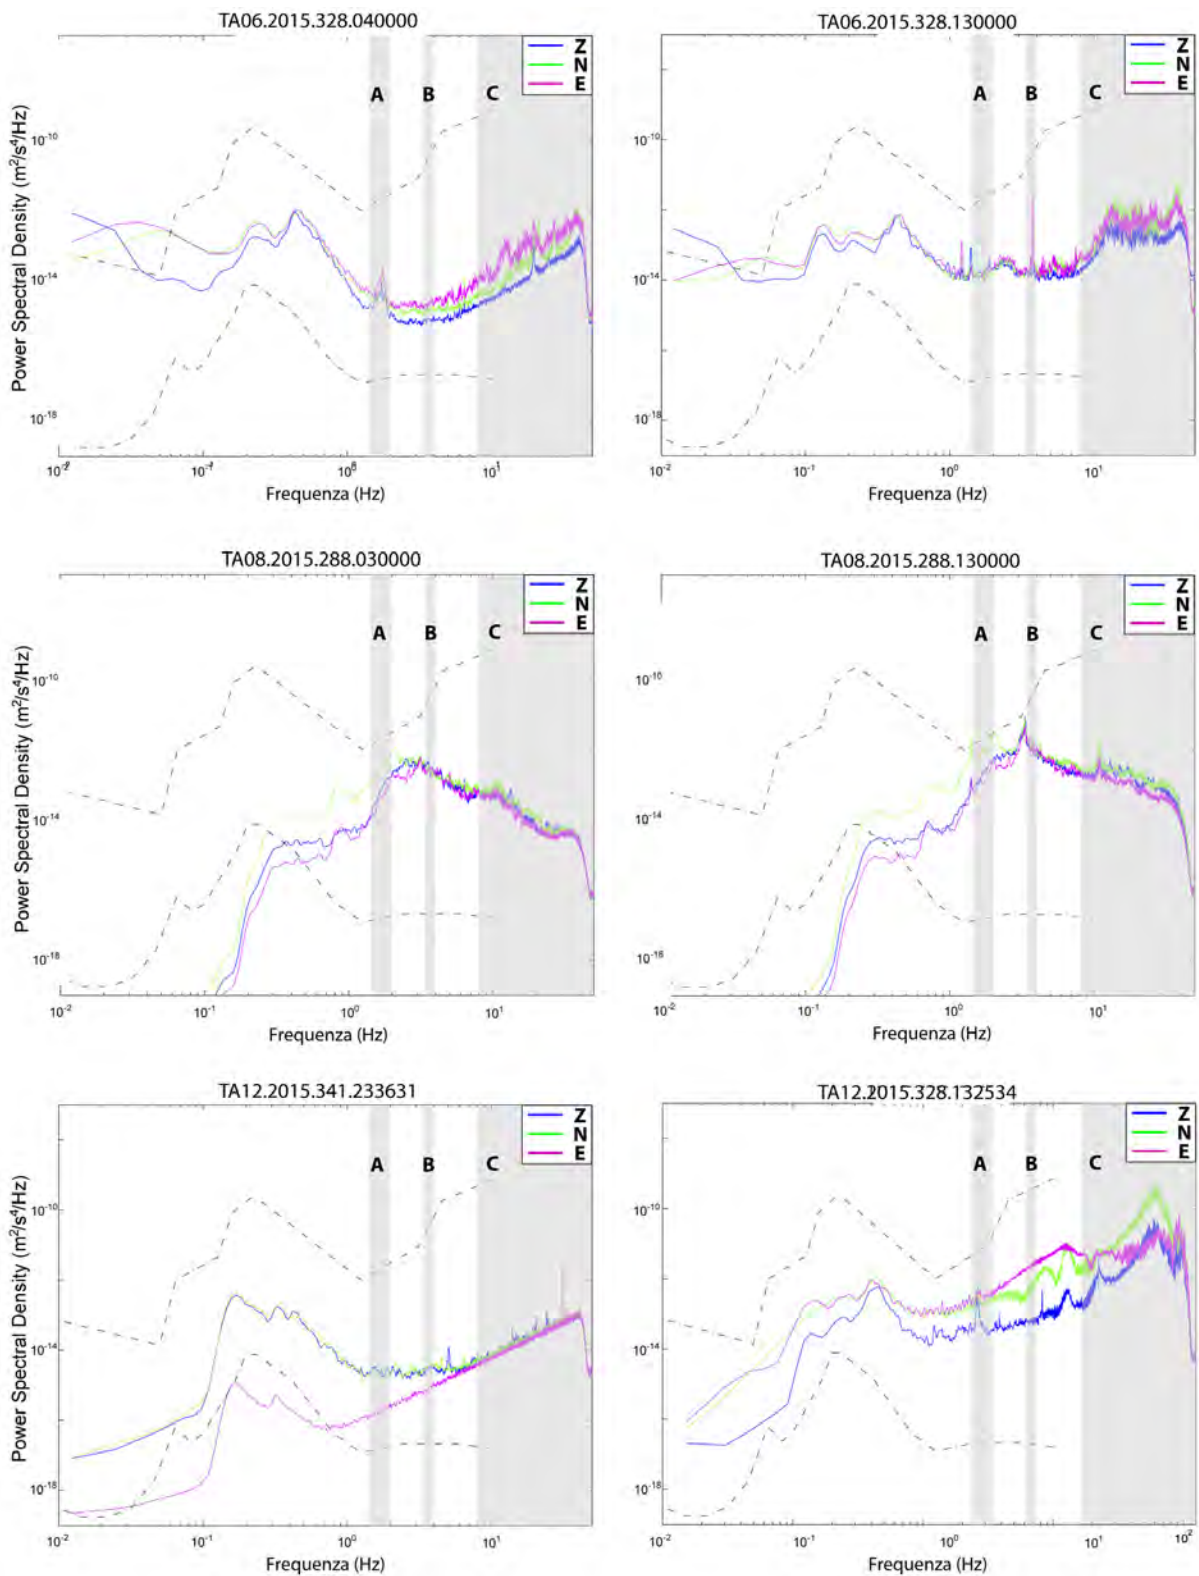 TA06.2015.328.040000
Z
N
E
A B C
Power Spectral Density (m²/s⁴/Hz)
10⁻¹⁰
10⁻¹⁴
10⁻¹⁸
10⁰ 10¹
Frequenza (Hz)
TA06.2015.328.130000
Z
N
E
A B C
10⁻¹⁰
10⁻¹⁴
10⁻¹⁸
10⁻² 10⁻¹ 10⁰ 10¹
Frequenza (Hz)
TA08.2015.288.030000
Z
N
E
A B C
Power Spectral Density (m²/s⁴/Hz)
10⁻¹⁰
10⁻¹⁴
10⁻¹⁸
10⁻² 10⁻¹ 10⁰ 10¹
Frequenza (Hz)
TA08.2015.288.130000
Z
N
E
A B C
10⁻¹⁰
10⁻¹⁴
10⁻² 10⁻¹ 10⁰ 10¹
Frequenza (Hz)
TA12.2015.341.233631
Z
N
E
A B C
Power Spectral Density (m²/s⁴/Hz)
10⁻¹⁰
10⁻¹⁴
10⁻¹⁸
10⁻² 10⁻¹ 10⁰ 10¹
Frequenza (Hz)
TA12.2015.328.132534
Z
N
E
A B C
10⁻¹⁰
10⁻¹⁴
10⁻¹⁸
10⁻² 10⁻¹ 10⁰ 10¹ 10²
Frequenza (Hz)